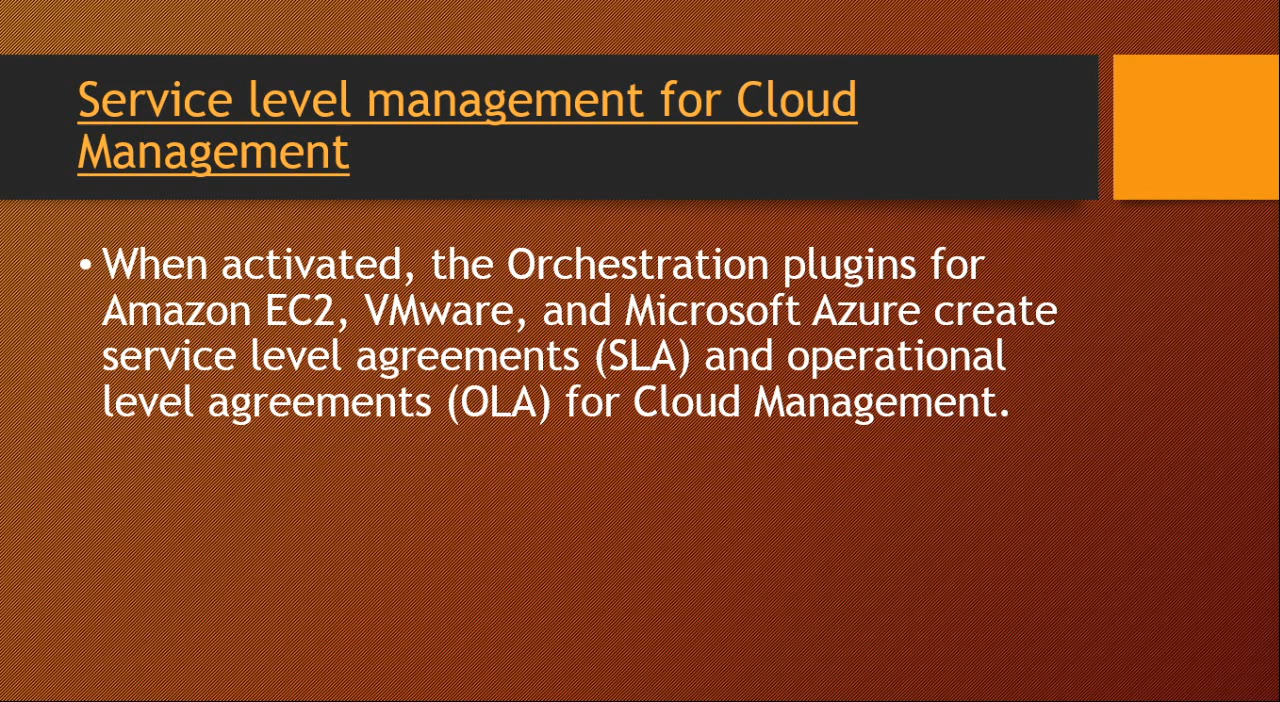 Service level management for Cloud
Management
• When activated, the Orchestration plugins for
Amazon EC2, VMware, and Microsoft Azure create
service level agreements (SLA) and operational
level agreements (OLA) for Cloud Management.